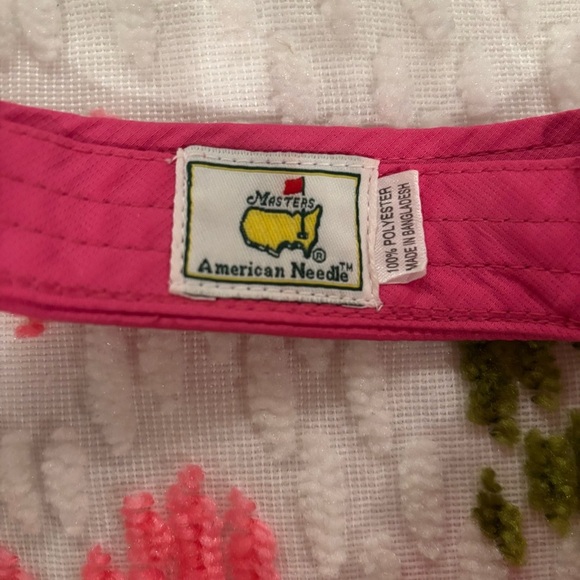 MASTERS
®
American Needle™
100% POLYESTER
MADE IN BANGLADESH